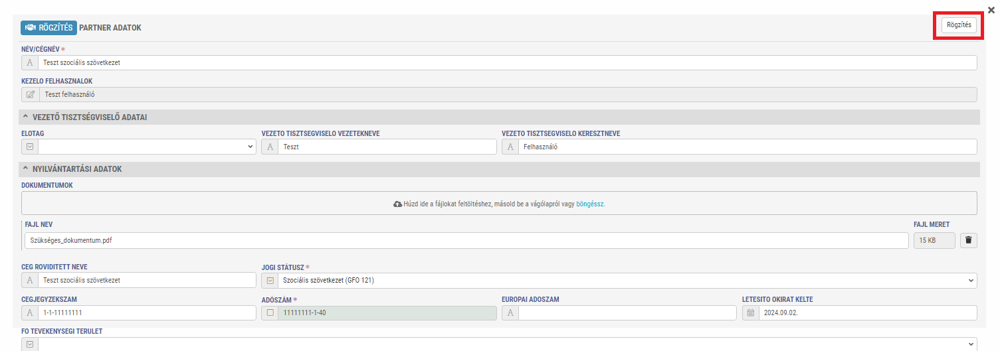 RÖGZÍTÉS PARTNER ADATOK Rögzítés
NÉV/CÉGNÉV *
A Teszt szociális szövetkezet
KEZELO FELHASZNALOK
Teszt felhasználó
VEZETŐ TISZTSÉGVISELŐ ADATAI
ELOTAG VEZETO TISZTSEGVISELO VEZETEKNEVE VEZETO TISZTSEGVISELO KERESZTNEVE
A Teszt A Felhasználó
NYILVÁNTARTÁSI ADATOK
DOKUMENTUMOK
Húzd ide a fájlokat feltöltéshez, másold be a vágólapról vagy böngéssz.
FAJL NEV FAJL MERET
Szükséges_dokumentum.pdf 15 KB
CEG ROVIDITETT NEVE JOGI STÁTUSZ *
A Teszt szociális szövetkezet Szociális szövetkezet (GFO 121)
CEGJEGYZEKSZAM ADÓSZÁM * EUROPAI ADOSZAM LETESITO OKIRAT KELTE
A 1-1-11111111 11111111-1-40 A 2024.09.02.
FO TEVEKENYSEGI TERULET